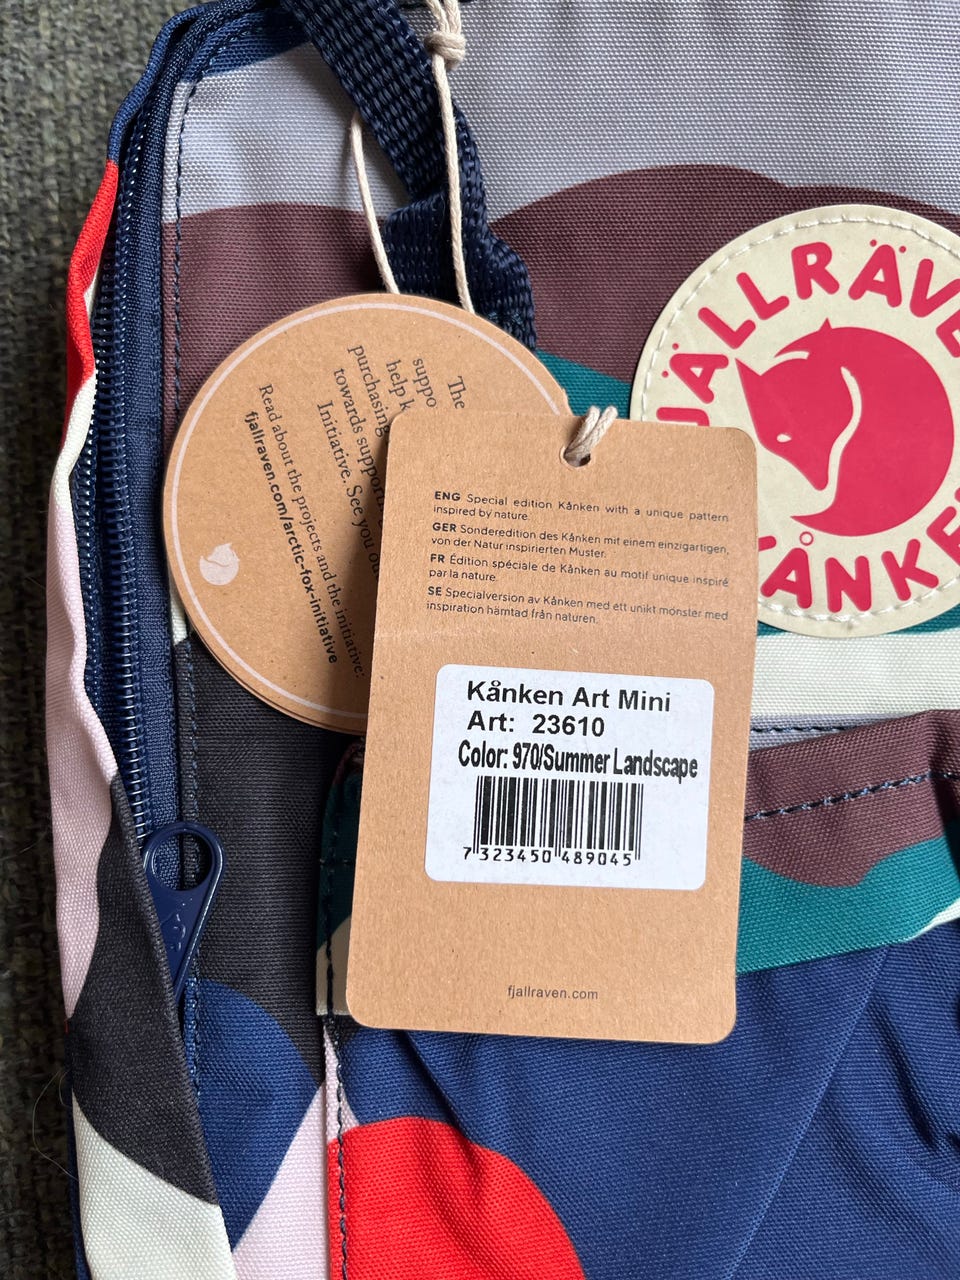 FJÄLLRÄVEN
KÅNKEN
The
suppo
help k
purchasing
towards support
Initiative. See you out
Read about the projects and the initiative:
fjallraven.com/arctic-fox-initiative
ENG Special edition Kånken with a unique pattern
inspired by nature.
GER Sonderedition des Kånken mit einem einzigartigen,
von der Natur inspirierten Muster.
FR Édition spéciale de Kånken au motif unique inspiré
par la nature.
SE Specialversion av Kånken med ett unikt mönster med
inspiration hämtad från naturen.
Kånken Art Mini
Art: 23610
Color: 970/Summer Landscape
7 323450 489045
fjallraven.com